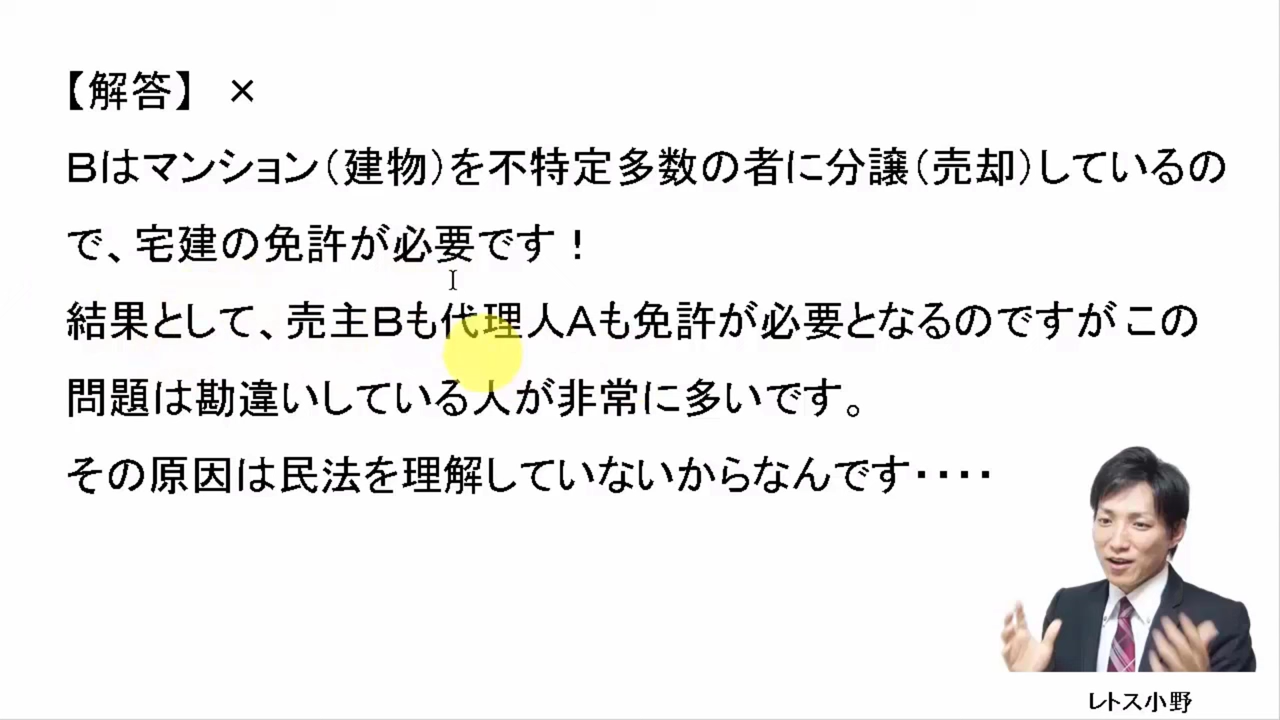 【解答】 ×
Ｂはマンション（建物）を不特定多数の者に分譲（売却）しているの
で、宅建の免許が必要です！
結果として、売主Ｂも代理人Ａも免許が必要となるのですがこの
問題は勘違いしている人が非常に多いです。
その原因は民法を理解していないからなんです・・・・
レトス小野